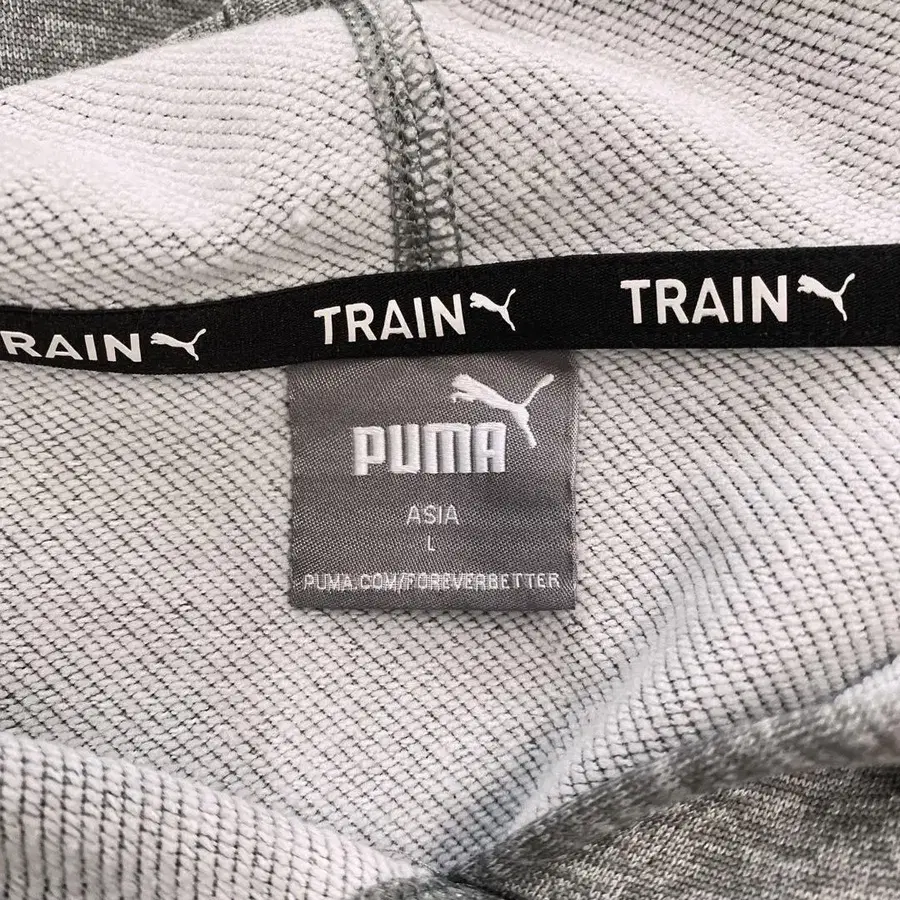 RAIN TRAIN TRAIN
PUMA
ASIA
L
PUMA.COM/FOREVERBETTER